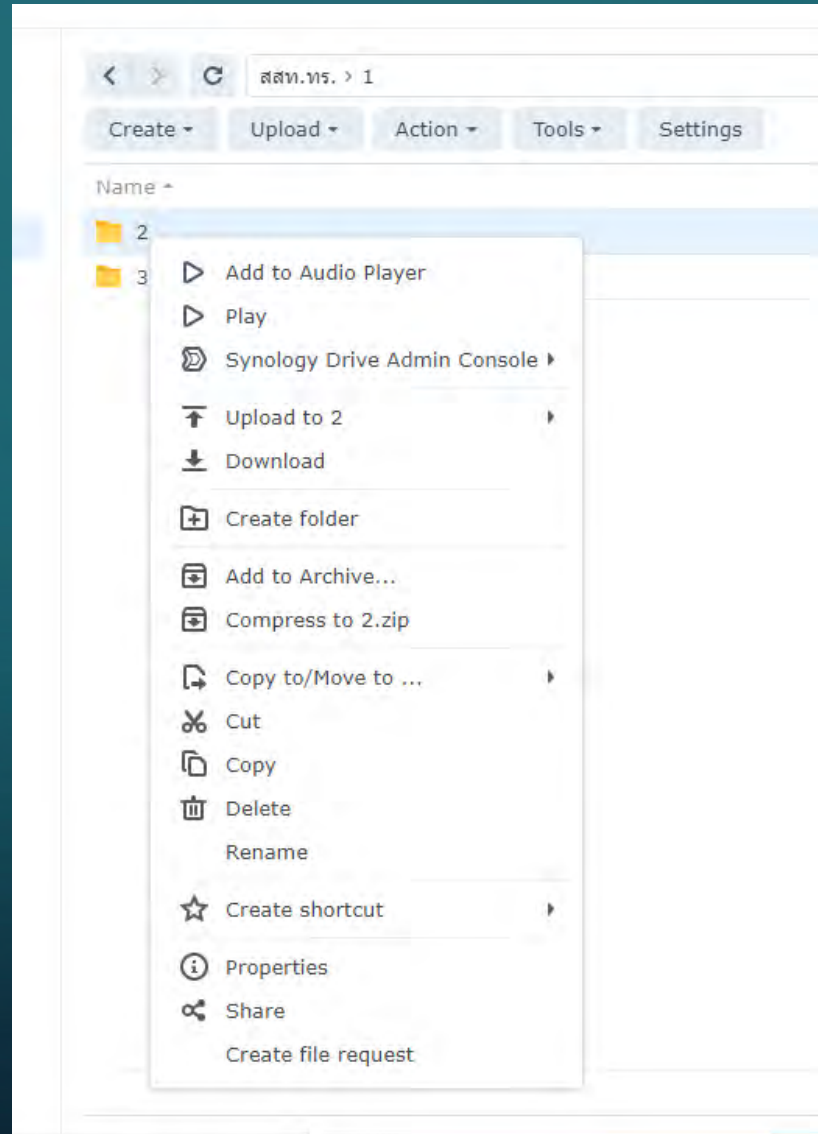 สสท.ทร. > 1
Create Upload Action Tools Settings
Name
2
3
Add to Audio Player
Play
Synology Drive Admin Console
Upload to 2
Download
Create folder
Add to Archive...
Compress to 2.zip
Copy to/Move to ...
Cut
Copy
Delete
Rename
Create shortcut
Properties
Share
Create file request